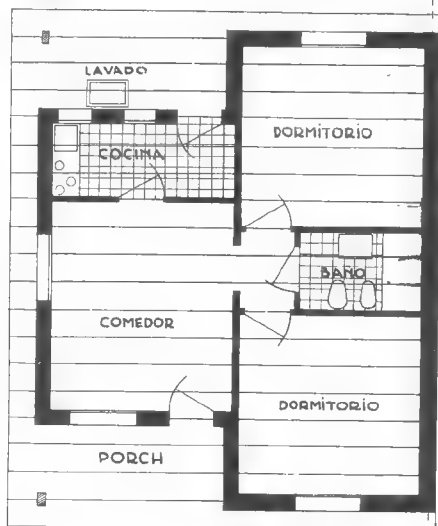 LAVADO
DORMITORIO
COCINA
BAÑO
COMEDOR
DORMITORIO
PORCH